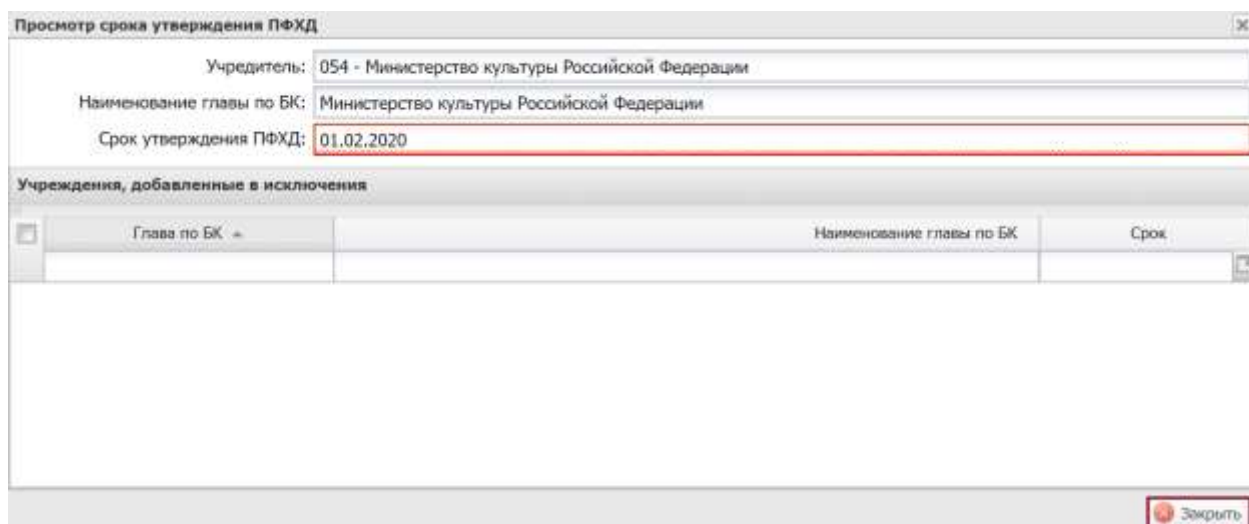 Просмотр срока утверждения ПФХД
Учредитель: 054 - Министерство культуры Российской Федерации
Наименование главы по БК: Министерство культуры Российской Федерации
Срок утверждения ПФХД: 01.02.2020
Учреждения, добавленные в исключения
Глава по БК Наименование главы по БК Срок
Закрыть